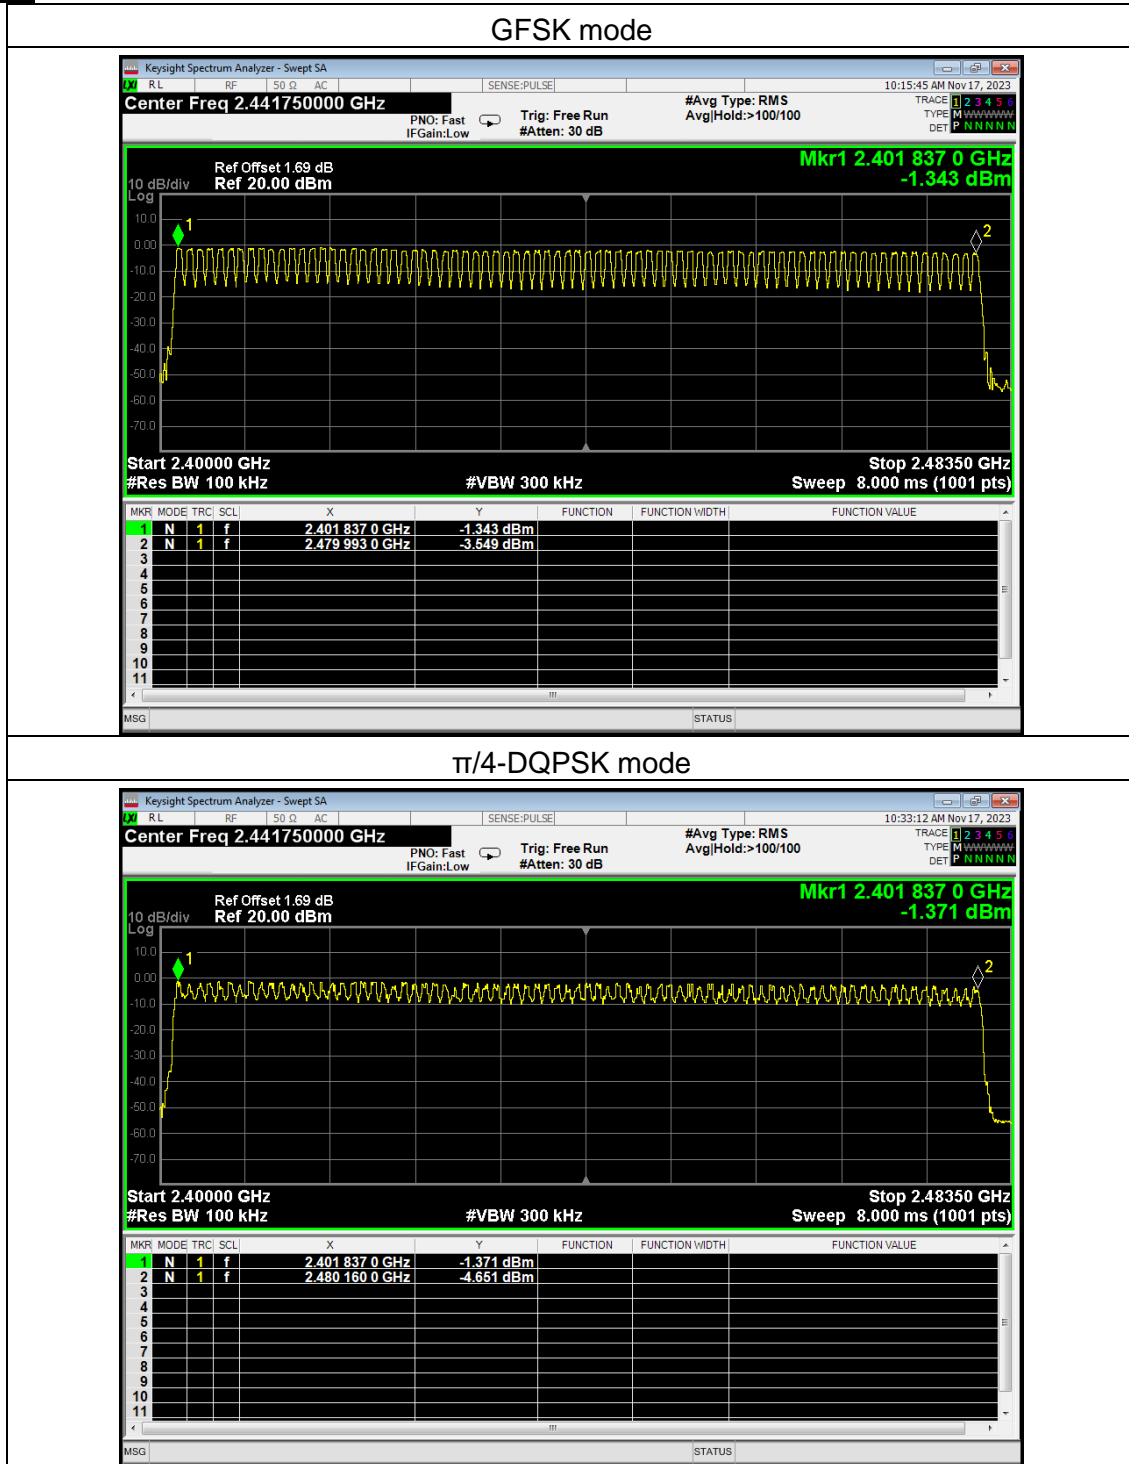 GFSK mode
Keysight Spectrum Analyzer - Swept SA
LXI RL RF 50 Ω AC SENSE:PULSE 10:15:45 AM Nov 17, 2023
Center Freq 2.441750000 GHz #Avg Type: RMS TRACE 1 2 3 4 5 6
PNO: Fast Trig: Free Run Avg|Hold:>100/100 TYPE M WWWWW
IFGain:Low #Atten: 30 dB DET P N N N N N
Mkr1 2.401 837 0 GHz
Ref Offset 1.69 dB
10 dB/div Ref 20.00 dBm -1.343 dBm
Log
10.0
1
2
0.00
-10.0
-20.0
-30.0
-40.0
-50.0
-60.0
-70.0
Start 2.40000 GHz Stop 2.48350 GHz
#Res BW 100 kHz #VBW 300 kHz Sweep 8.000 ms (1001 pts)
MKR MODE TRC SCL X Y FUNCTION FUNCTION WIDTH FUNCTION VALUE
1 N 1 f 2.401 837 0 GHz -1.343 dBm
2 N 1 f 2.479 993 0 GHz -3.549 dBm
3
4
5
6
7
8
9
10
11
MSG STATUS
π/4-DQPSK mode
Keysight Spectrum Analyzer - Swept SA
LXI RL RF 50 Ω AC SENSE:PULSE 10:33:12 AM Nov 17, 2023
Center Freq 2.441750000 GHz #Avg Type: RMS TRACE 1 2 3 4 5 6
PNO: Fast Trig: Free Run Avg|Hold:>100/100 TYPE M WWWWW
IFGain:Low #Atten: 30 dB DET P N N N N N
Mkr1 2.401 837 0 GHz
Ref Offset 1.69 dB
10 dB/div Ref 20.00 dBm -1.371 dBm
Log
10.0
1
2
0.00
-10.0
-20.0
-30.0
-40.0
-50.0
-60.0
-70.0
Start 2.40000 GHz Stop 2.48350 GHz
#Res BW 100 kHz #VBW 300 kHz Sweep 8.000 ms (1001 pts)
MKR MODE TRC SCL X Y FUNCTION FUNCTION WIDTH FUNCTION VALUE
1 N 1 f 2.401 837 0 GHz -1.371 dBm
2 N 1 f 2.480 160 0 GHz -4.651 dBm
3
4
5
6
7
8
9
10
11
MSG STATUS